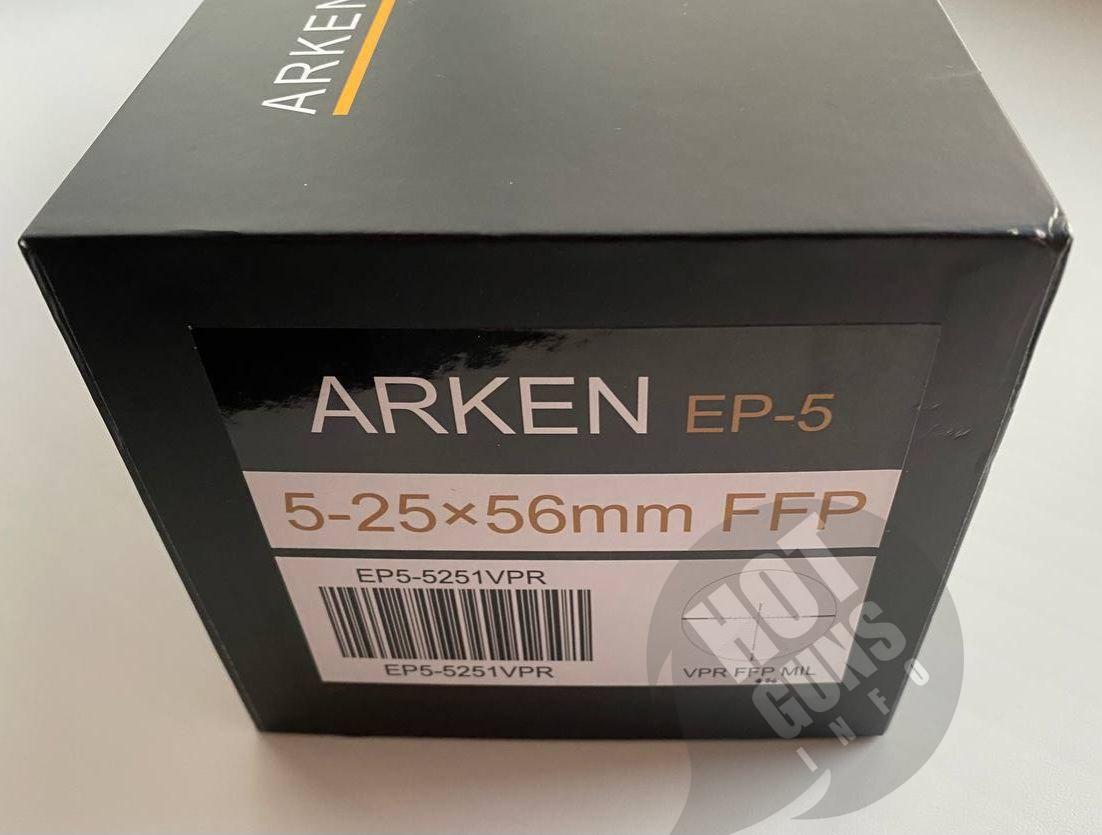 ARKEN
ARKEN EP-5
5-25×56mm FFP
EP5-5251VPR
EP5-5251VPR
VPR FFP MIL
HOT
GUNS
INFO